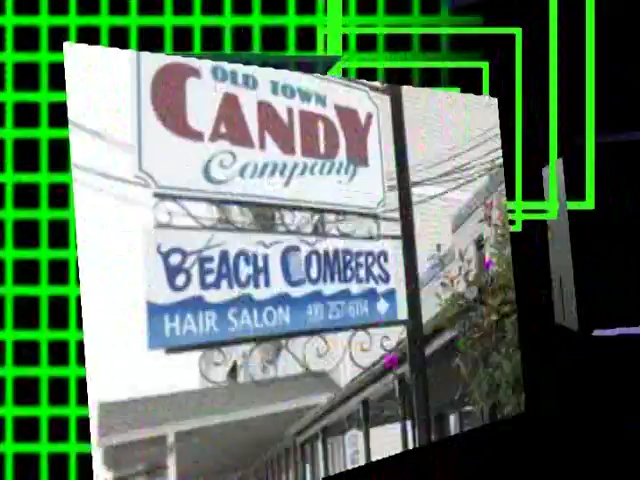 OLD TOWN
CANDY
Company
BEACH COMBERS
HAIR SALON